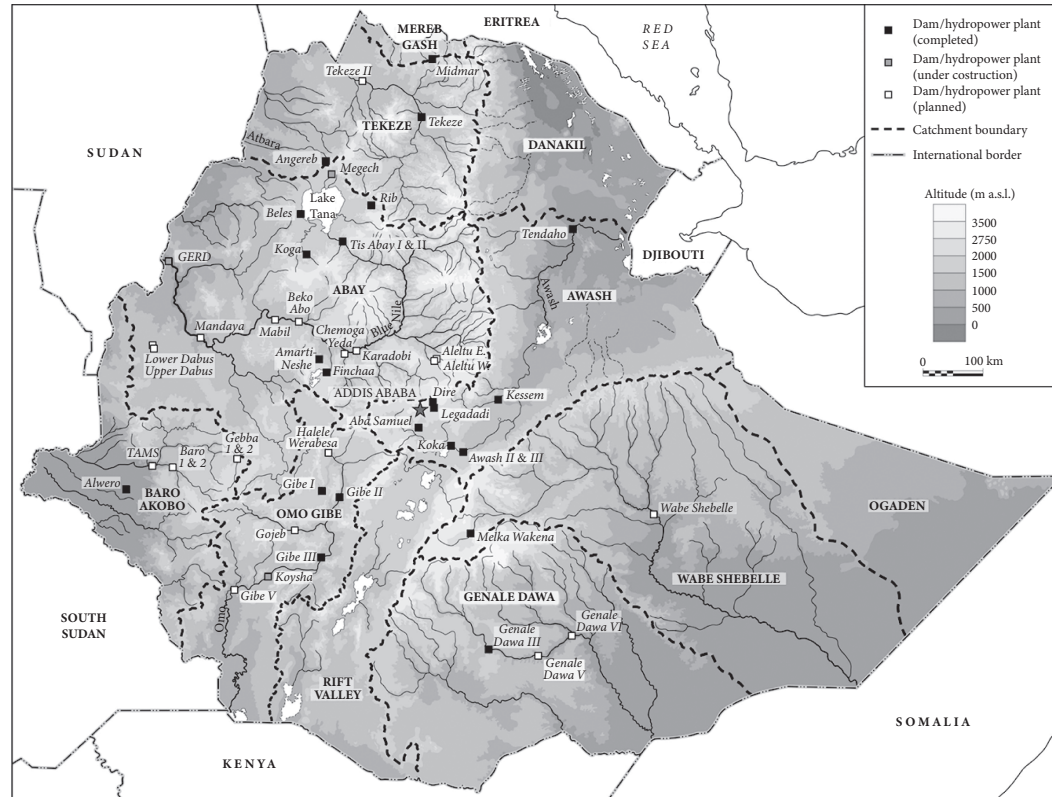 ERITREA
MEREB
GASH
RED
SEA
Tekeze II
Midmar
TEKEZE
Tekeze
DANAKIL
SUDAN
Atbara
Angereb
Megech
Lake
Tana
Rib
Beles
Tendaho
Koga
Tis Abay I & II
GERD
DJIBOUTI
ABAY
AWASH
Awash
Beko
Abo
Mabil
Mandaya
Chemoga
Yeda
Blue Nile
Karadobi
Lower Dabus
Upper Dabus
Amarti-
Neshe
Finchaa
Aleltu E.
Aleltu W.
ADDIS ABABA
Dire
Legadadi
Kessem
Aba Samuel
Halele
Werabesa
Koka
Awash II & III
TAMS
Baro
1 & 2
Gebba
1 & 2
Alwero
BARO
AKOBO
Gibe I
Gibe II
OMO GIBE
Gojeb
Gibe III
Koysha
Gibe V
Omo
Wabe Shebelle
OGADEN
Melka Wakena
WABE SHEBELLE
GENALE DAWA
Genale
Dawa III
Genale
Dawa VI
Genale
Dawa V
SOUTH
SUDAN
RIFT
VALLEY
SOMALIA
KENYA
Dam/hydropower plant
(completed)
Dam/hydropower plant
(under costruction)
Dam/hydropower plant
(planned)
Catchment boundary
International border
Altitude (m a.s.l.)
3500
2750
2000
1500
1000
500
0
0 100 km